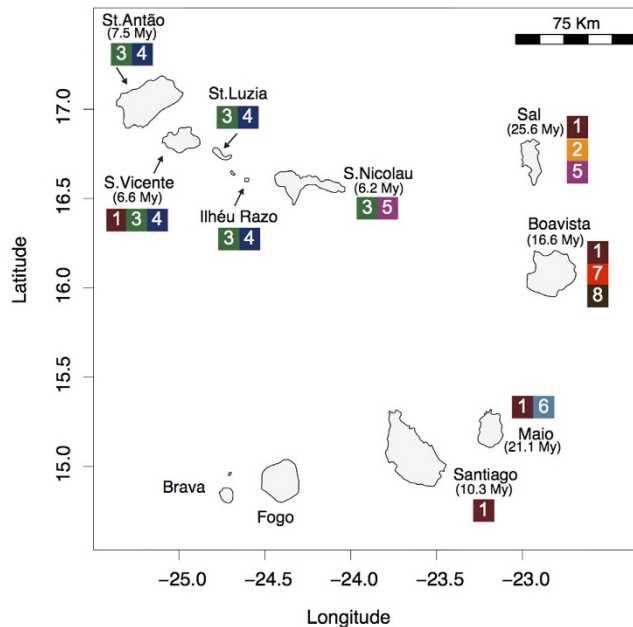 75 Km
St.Antão
(7.5 My)
3 4
St.Luzia
3 4
Sal
(25.6 My)
1
2
5
S.Vicente
(6.6 My)
1 3 4
Ilhéu Razo
3 4
S.Nicolau
(6.2 My)
3 5
Boavista
(16.6 My)
1
7
8
1 6
Maio
(21.1 My)
Santiago
(10.3 My)
1
Brava
Fogo
Latitude
17.0
16.5
16.0
15.5
15.0
−25.0 −24.5 −24.0 −23.5 −23.0
Longitude